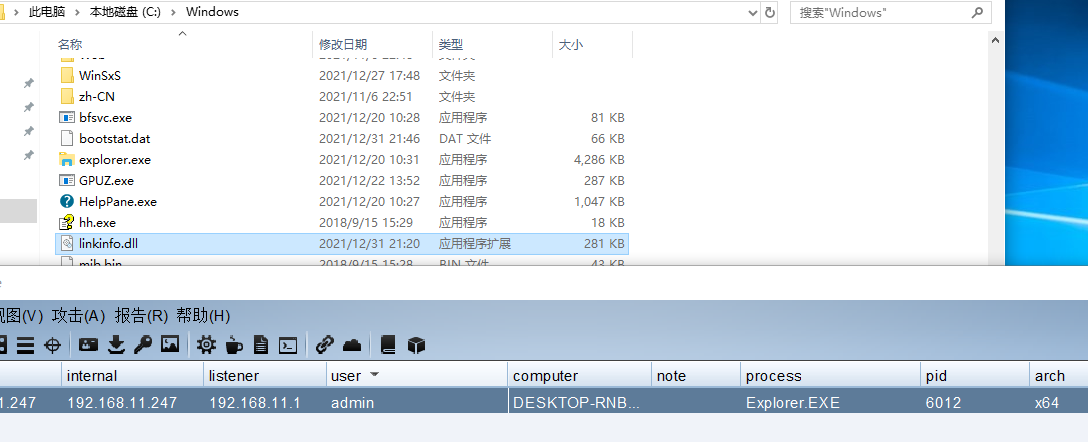 此电脑 本地磁盘 (C:) Windows 搜索"Windows"
名称 修改日期 类型 大小
WinSxS 2021/12/27 17:48 文件夹
zh-CN 2021/11/6 22:51 文件夹
bfsvc.exe 2021/12/20 10:28 应用程序 81 KB
bootstat.dat 2021/12/31 21:46 DAT 文件 66 KB
explorer.exe 2021/12/20 10:31 应用程序 4,286 KB
GPUZ.exe 2021/12/22 13:52 应用程序 287 KB
HelpPane.exe 2021/12/20 10:27 应用程序 1,047 KB
hh.exe 2018/9/15 15:29 应用程序 18 KB
linkinfo.dll 2021/12/31 21:20 应用程序扩展 281 KB
mib.bin 2018/9/15 15:28 BIN 文件 43 KB
视图(V) 攻击(A) 报告(R) 帮助(H)
internal listener user computer note process pid arch
1.247 192.168.11.247 192.168.11.1 admin DESKTOP-RNB... Explorer.EXE 6012 x64